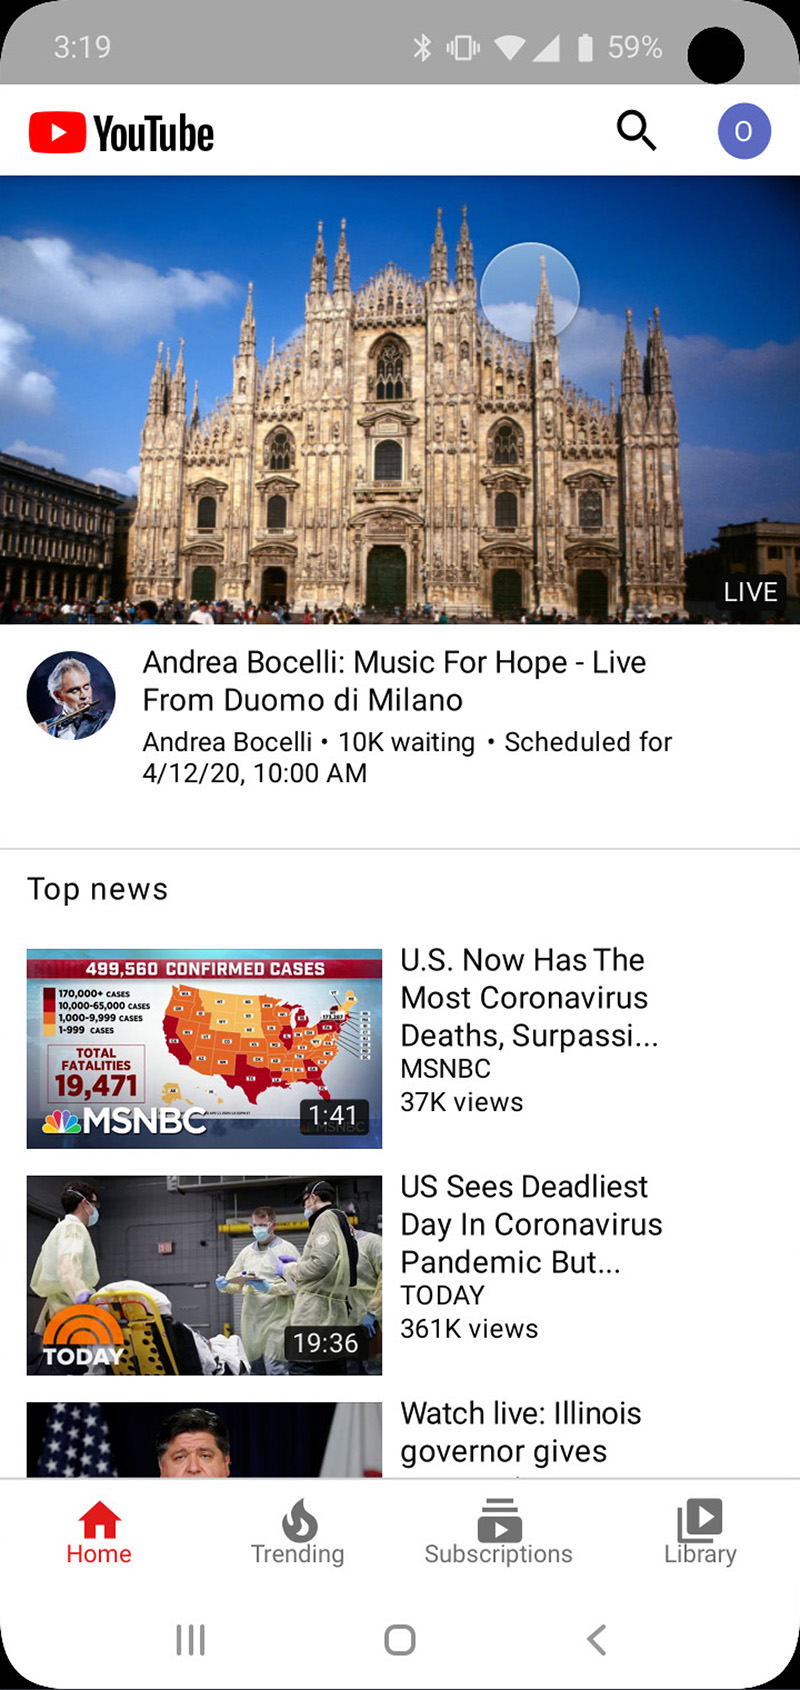 3:19
59%
YouTube
O
LIVE
Andrea Bocelli: Music For Hope - Live
From Duomo di Milano
Andrea Bocelli • 10K waiting • Scheduled for
4/12/20, 10:00 AM
Top news
499,560 CONFIRMED CASES
170,000+ CASES
10,000-65,000 CASES
1,000-9,999 CASES
1-999 CASES
TOTAL
FATALITIES
19,471
MSNBC
1:41
U.S. Now Has The
Most Coronavirus
Deaths, Surpassi...
MSNBC
37K views
TODAY
19:36
US Sees Deadliest
Day In Coronavirus
Pandemic But...
TODAY
361K views
Watch live: Illinois
governor gives
Home
Trending
Subscriptions
Library